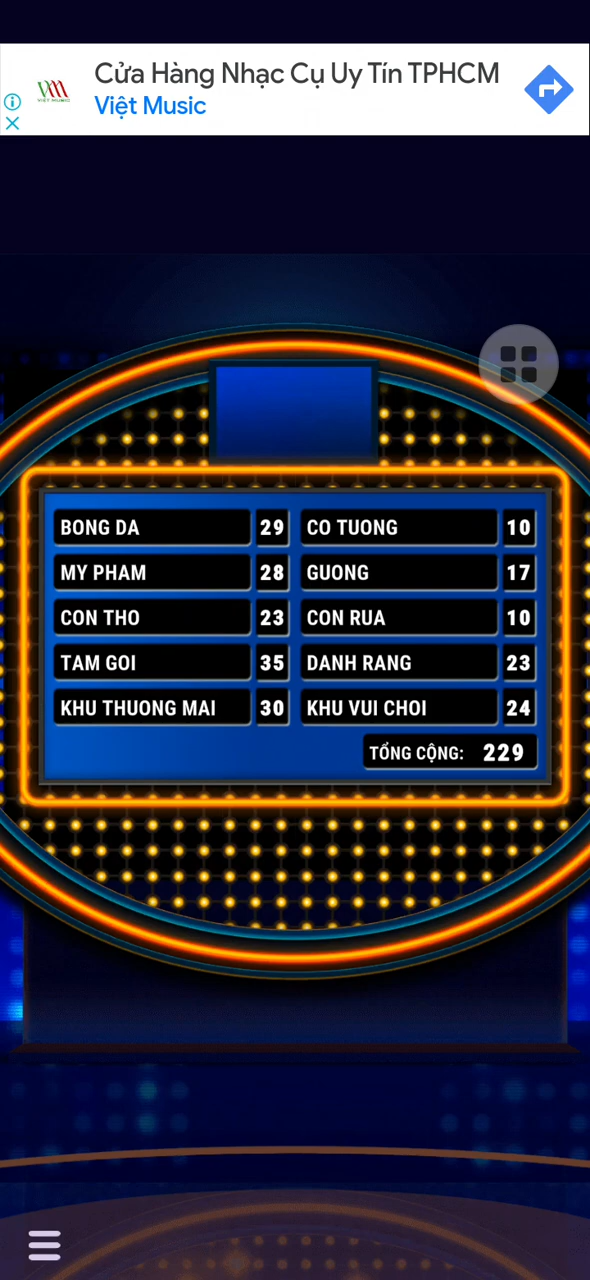 Cửa Hàng Nhạc Cụ Uy Tín TPHCM
VIỆT MUSIC
Việt Music
BONG DA 29
CO TUONG 10
MY PHAM 28
GUONG 17
CON THO 23
CON RUA 10
TAM GOI 35
DANH RANG 23
KHU THUONG MAI 30
KHU VUI CHOI 24
TỔNG CỘNG: 229